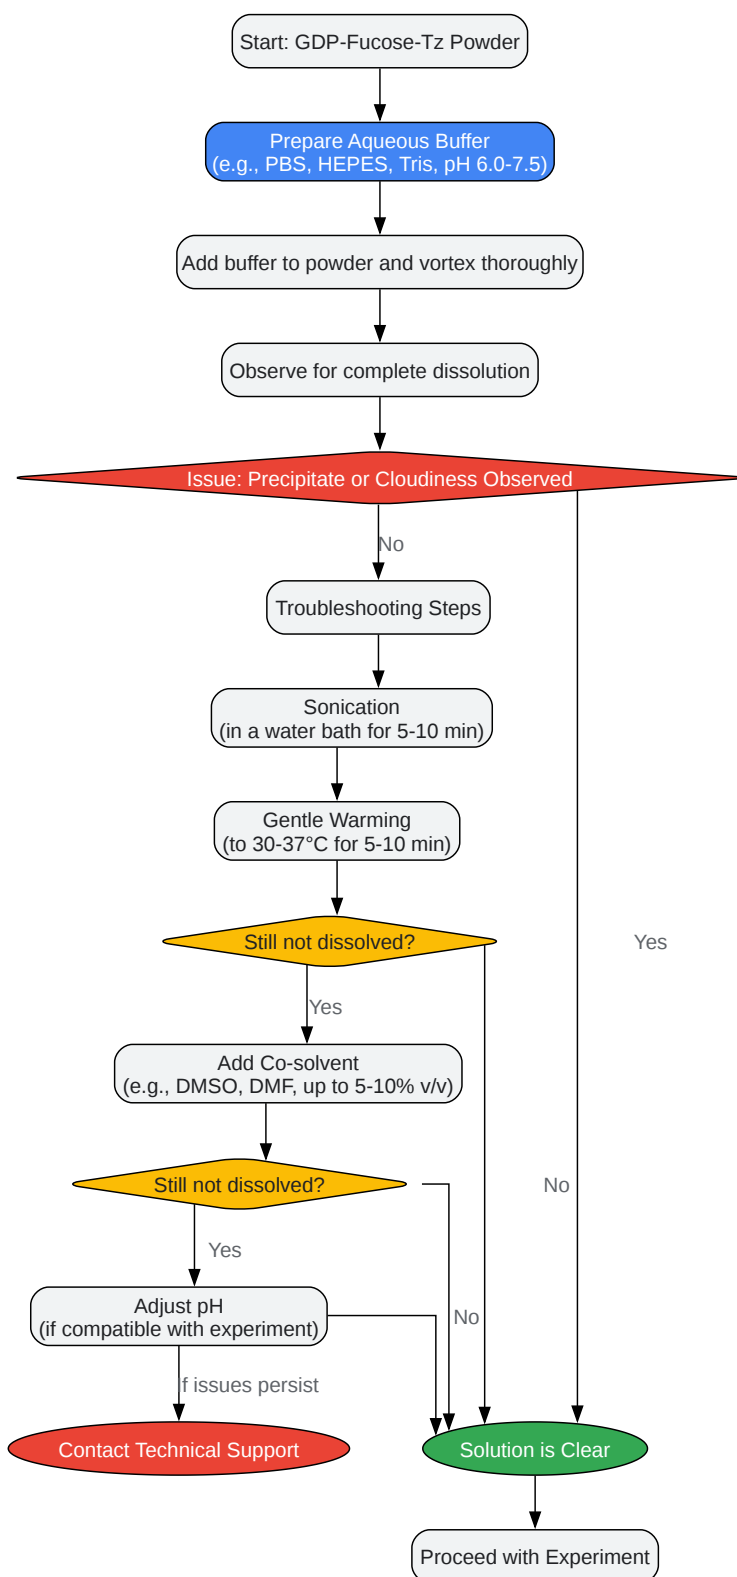 Start: GDP-Fucose-Tz Powder
Prepare Aqueous Buffer
(e.g., PBS, HEPES, Tris, pH 6.0-7.5)
Add buffer to powder and vortex thoroughly
Observe for complete dissolution
Issue: Precipitate or Cloudiness Observed
No
Troubleshooting Steps
Sonication
(in a water bath for 5-10 min)
Gentle Warming
(to 30-37°C for 5-10 min)
Still not dissolved?
Yes
Yes
Add Co-solvent
(e.g., DMSO, DMF, up to 5-10% v/v)
Still not dissolved?
No
Yes
Adjust pH
(if compatible with experiment)
No
If issues persist
Contact Technical Support
Solution is Clear
Proceed with Experiment